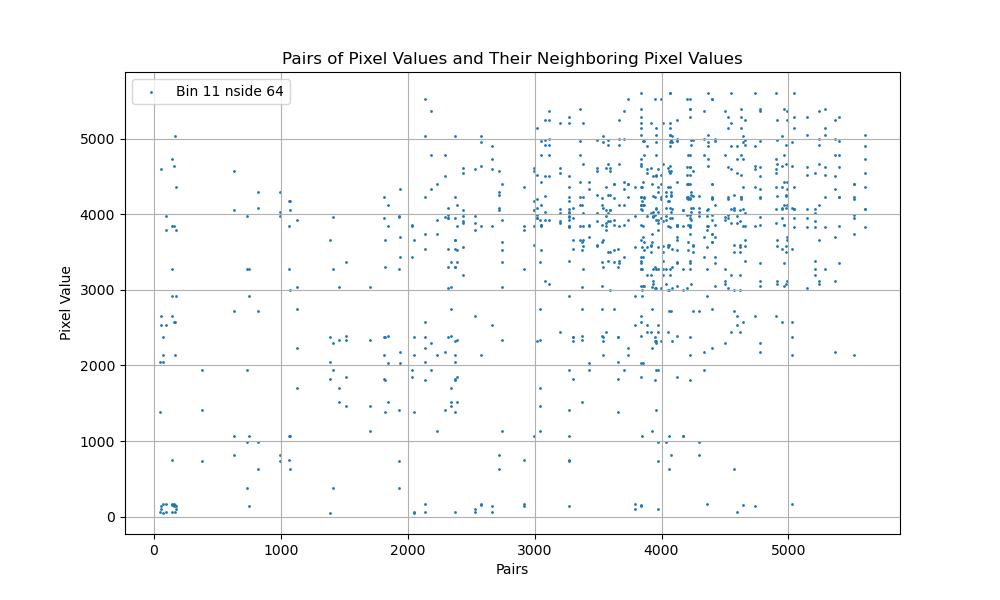 Pairs of Pixel Values and Their Neighboring Pixel Values
Bin 11 nside 64
Pixel Value
5000
4000
3000
2000
1000
0
0 1000 2000 3000 4000 5000
Pairs